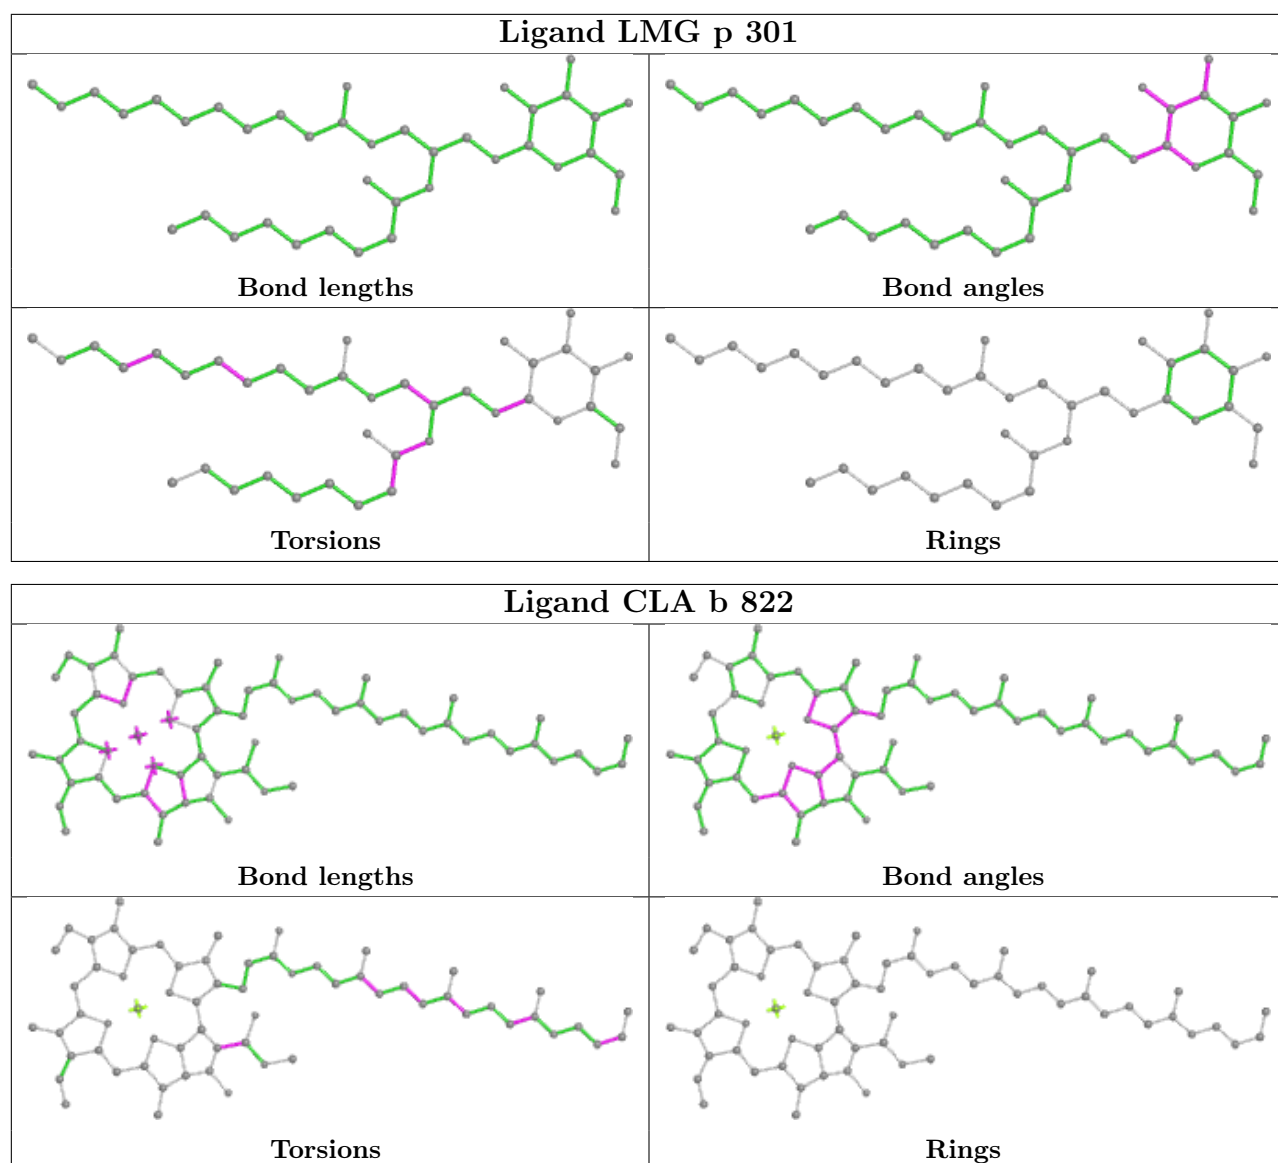 Ligand LMG p 301
Bond lengths
Bond angles
Torsions
Rings
Ligand CLA b 822
Bond lengths
Bond angles
Torsions
Rings